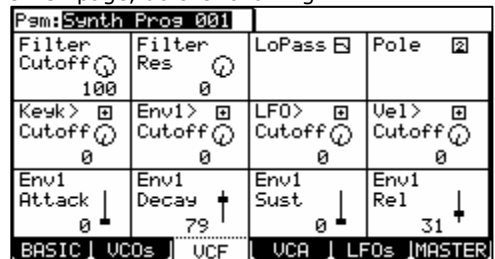 Pgm:Synth Prog 001
Filter Filter LoPass Pole 2
Cutoff Res
100 0
Keyk> Env1> LFO> Vel>
Cutoff Cutoff Cutoff Cutoff
0 0 0 0
Env1 Env1 Env1 Env1
Attack Decay Sust Rel
0 79 0 31
BASIC VCOs VCF VCA LFOs MASTER